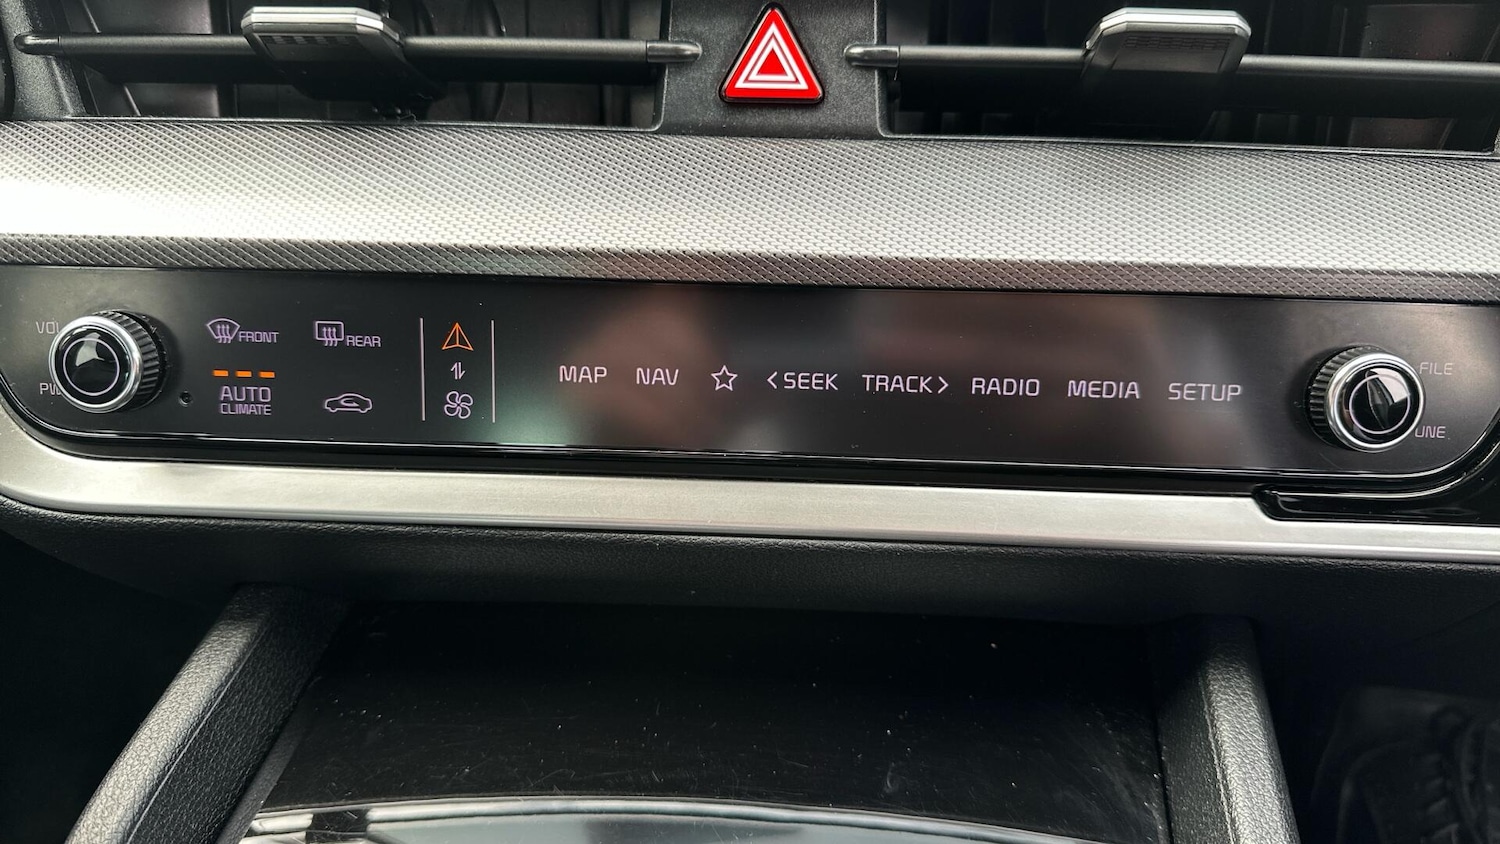 FRONT
REAR
AUTO
CLIMATE
MAP
NAV
<SEEK
TRACK>
RADIO
MEDIA
SETUP
FILE